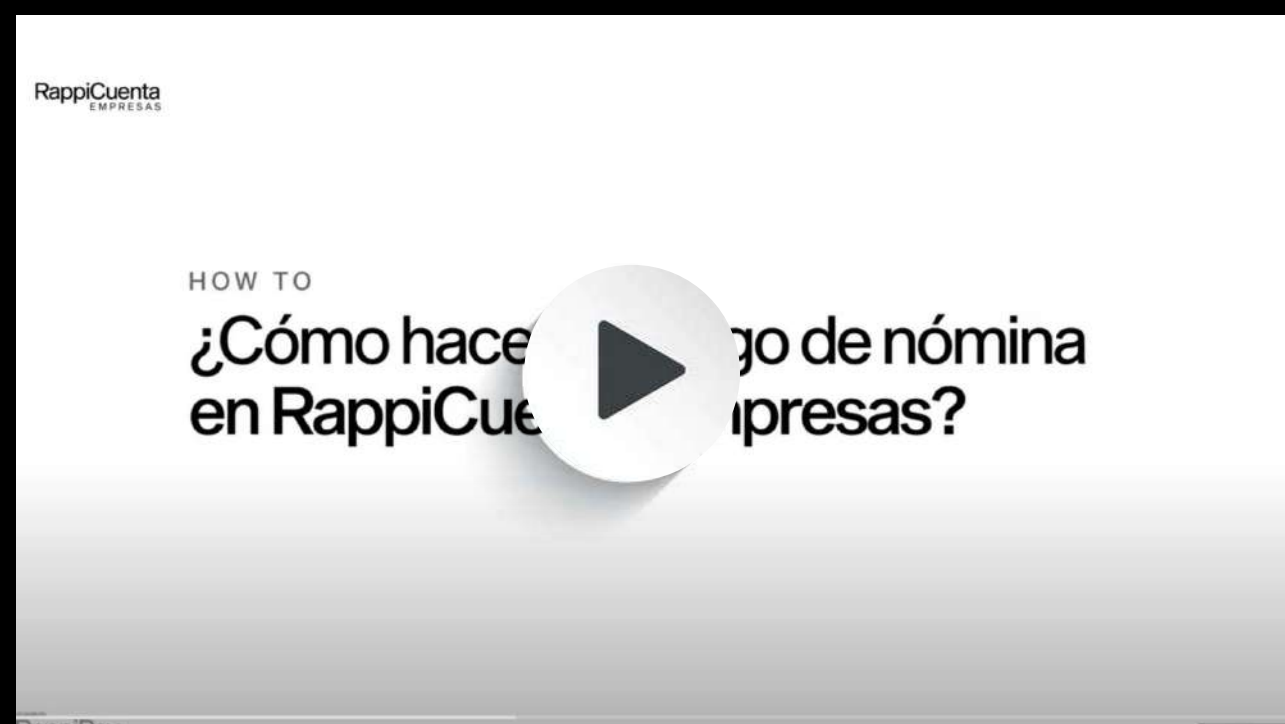 RappiCuenta
EMPRESAS
HOW TO
¿Cómo hace go de nómina
en RappiCue presas?